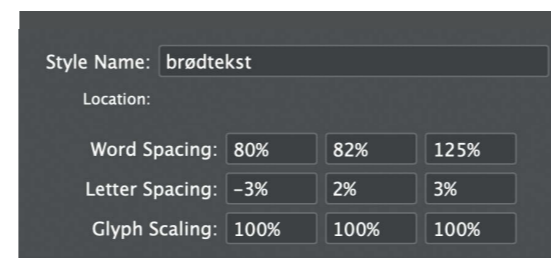 Style Name: brødtekst
Location:
Word Spacing: 80% 82% 125%
Letter Spacing: -3% 2% 3%
Glyph Scaling: 100% 100% 100%